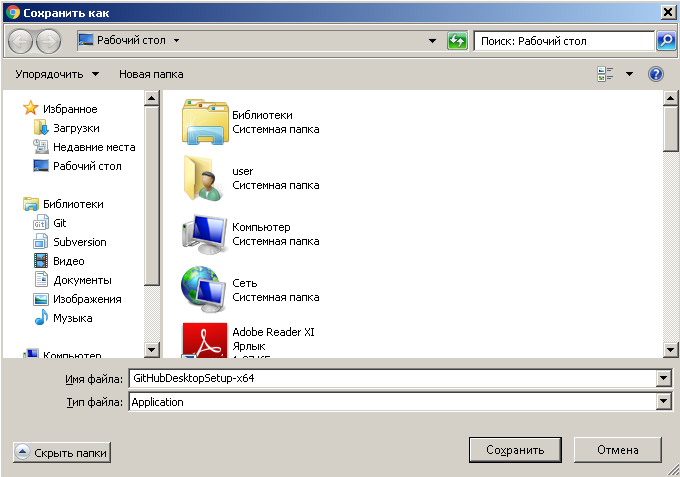 Сохранить как
Рабочий стол
Поиск: Рабочий стол
Упорядочить
Новая папка
Избранное
Загрузки
Недавние места
Рабочий стол
Библиотеки
Git
Subversion
Видео
Документы
Изображения
Музыка
Компьютер
Библиотеки
Системная папка
user
Системная папка
Компьютер
Системная папка
Сеть
Системная папка
Adobe Reader XI
Ярлык
Имя файла:
GitHubDesktopSetup-x64
Тип файла:
Application
Скрыть папки
Сохранить
Отмена